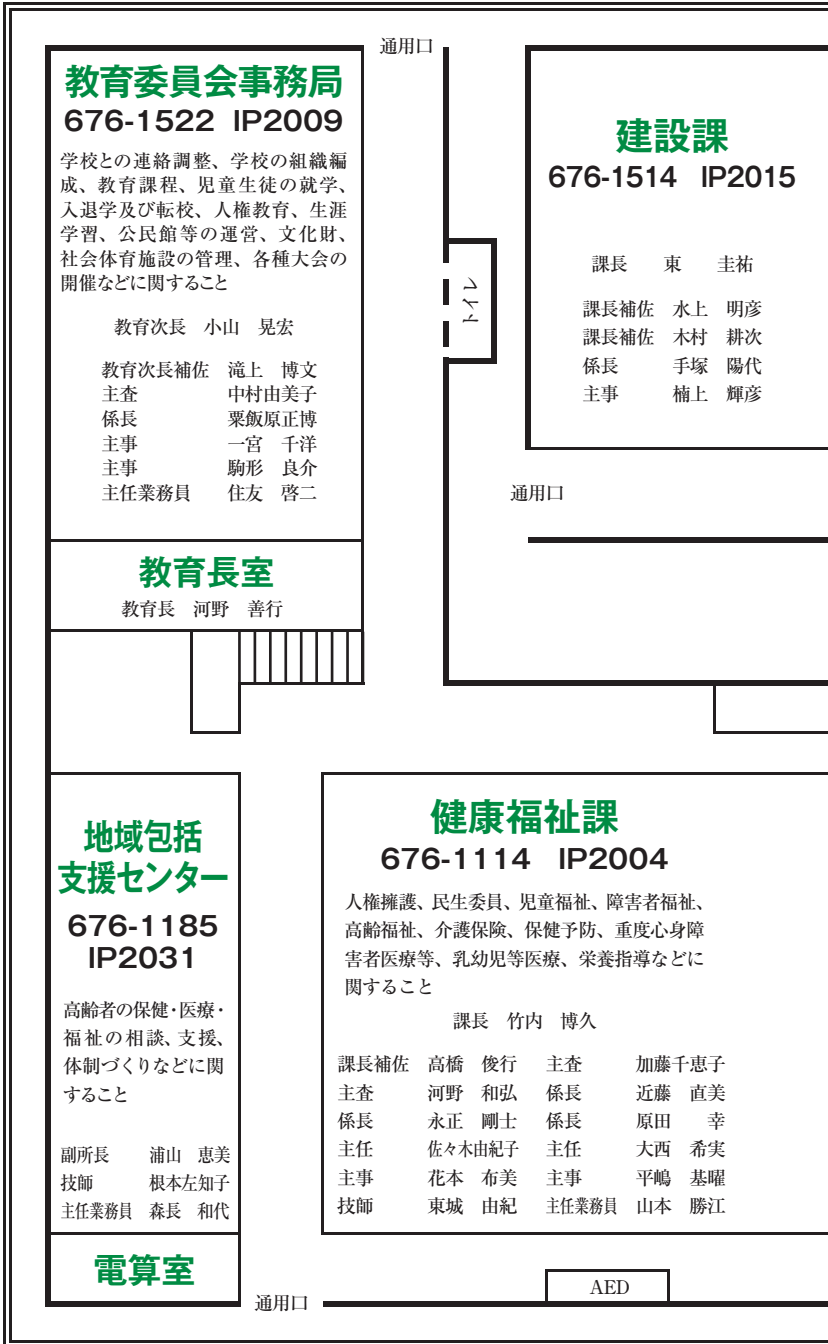 通用口
教育委員会事務局
676-1522 IP2009
学校との連絡調整、学校の組織編
成、教育課程、児童生徒の就学、
入退学及び転校、人権教育、生涯
学習、公民館等の運営、文化財、
社会体育施設の管理、各種大会の
開催などに関すること
教育次長 小山 晃宏
教育次長補佐 滝上 博文
主査 中村由美子
係長 粟飯原正博
主事 一宮 千洋
主事 駒形 良介
主任業務員 住友 啓二
教育長室
教育長 河野 善行
トイレ
建設課
676-1514 IP2015
課長 東 圭祐
課長補佐 水上 明彦
課長補佐 木村 耕次
係長 手塚 陽代
主事 楠上 輝彦
通用口
地域包括
支援センター
676-1185
IP2031
高齢者の保健・医療・
福祉の相談、支援、
体制づくりなどに関
すること
副所長 浦山 恵美
技師 根本左知子
主任業務員 森長 和代
電算室
通用口
健康福祉課
676-1114 IP2004
人権擁護、民生委員、児童福祉、障害者福祉、
高齢福祉、介護保険、保健予防、重度心身障
害者医療等、乳幼児等医療、栄養指導などに
関すること
課長 竹内 博久
課長補佐 高橋 俊行 主査 加藤千恵子
主査 河野 和弘 係長 近藤 直美
係長 永正 剛士 係長 原田 幸
主任 佐々木由紀子 主任 大西 希実
主事 花本 布美 主事 平嶋 基曜
技師 東城 由紀 主任業務員 山本 勝江
AED